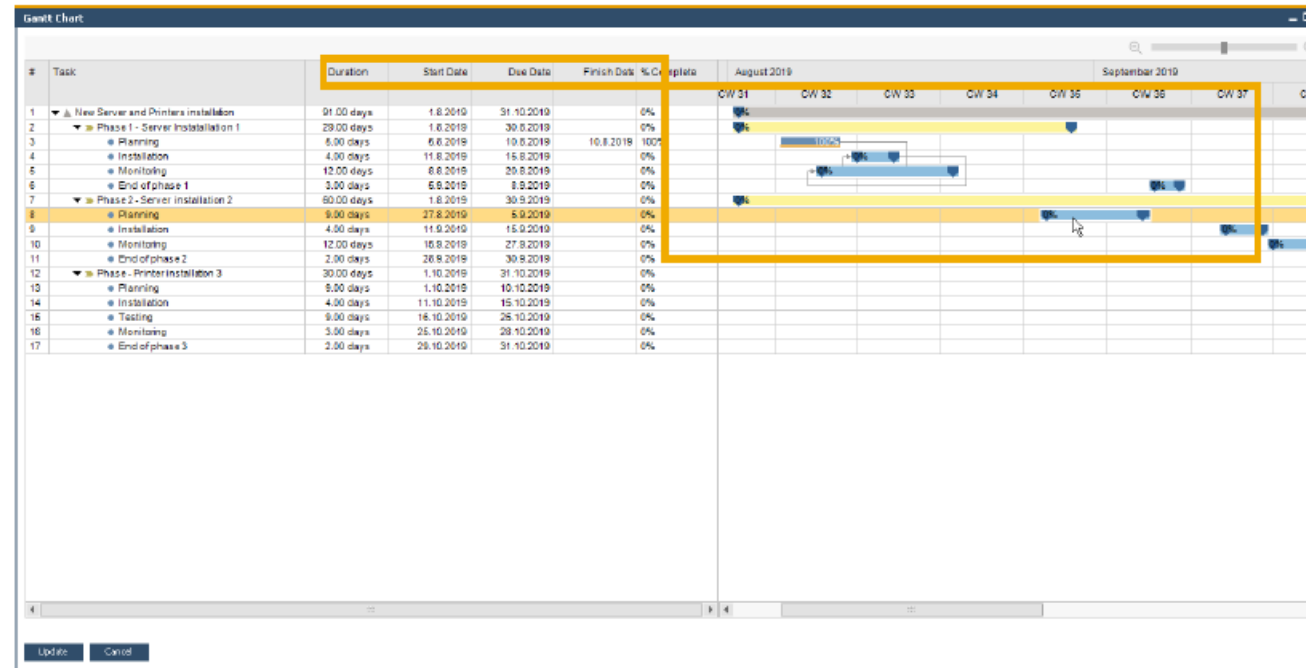 Gantt Chart
# Task Duration Start Date Due Date Finish Date % Complete August 2019 September 2019
CW 31 CW 32 CW 33 CW 34 CW 35 CW 36 CW 37
1 New Server and Printers installation 91.00 days 1.8.2019 31.10.2019 0% 0%
2 Phase 1 - Server Instatallation 1 29.00 days 1.8.2019 30.8.2019 0% 0%
3 Planning 5.00 days 10.8.2019 10.8.2019 100% 100%
4 Installation 4.00 days 11.8.2019 15.8.2019 0% 0%
5 Monitoring 12.00 days 8.8.2019 20.8.2019 0% 0%
6 End of phase 1 3.00 days 8.9.2019 0% 0%
7 Phase 2 - Server installation 2 60.00 days 1.8.2019 30.9.2019 0% 0%
8 Planning 9.00 days 27.8.2019 5.9.2019 0% 0%
9 Installation 4.00 days 11.9.2019 15.9.2019 0% 0%
10 Monitoring 12.00 days 27.9.2019 0% 0%
11 End of phase 2 2.00 days 28.9.2019 30.9.2019 0%
12 Phase - Printer installation 3 30.00 days 1.10.2019 31.10.2019 0%
13 Planning 9.00 days 1.10.2019 10.10.2019 0%
14 Installation 4.00 days 11.10.2019 15.10.2019 0%
15 Testing 9.00 days 16.10.2019 25.10.2019 0%
16 Monitoring 3.00 days 25.10.2019 28.10.2019 0%
17 End of phase 3 2.00 days 29.10.2019 31.10.2019 0%
Update Cancel